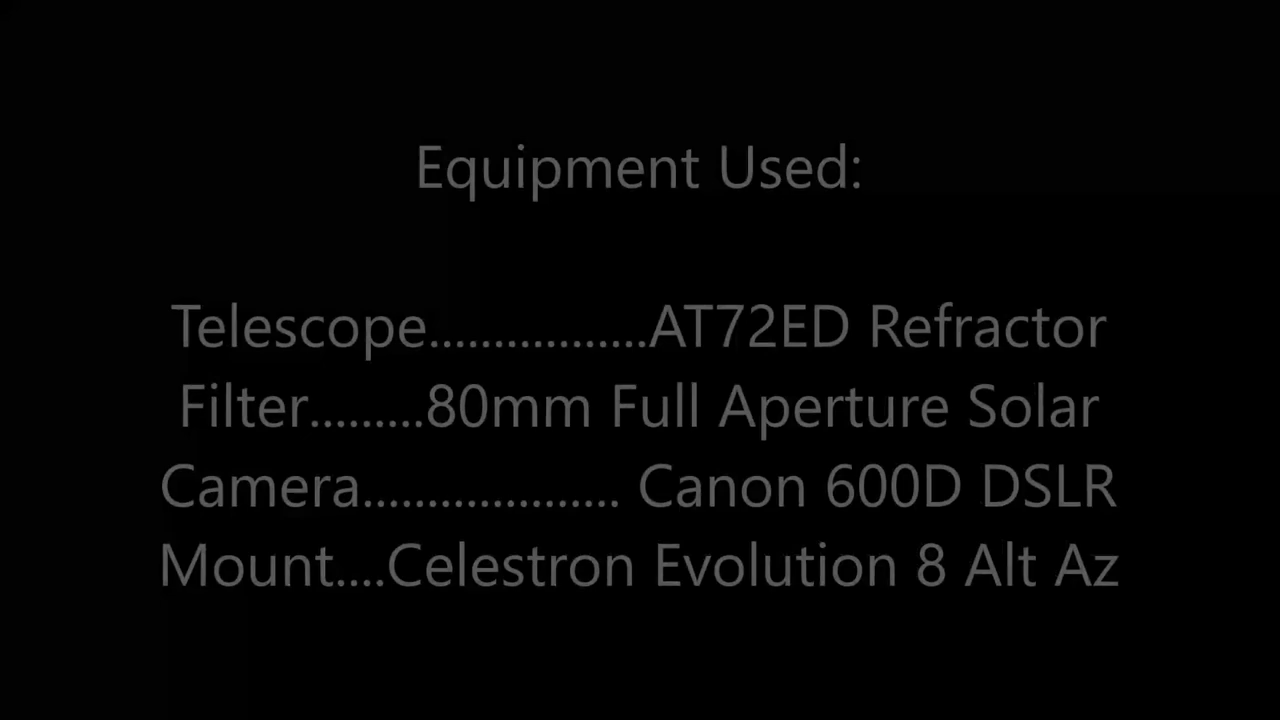 Equipment Used:
Telescope.................AT72ED Refractor
Filter.........80mm Full Aperture Solar
Camera.................... Canon 600D DSLR
Mount....Celestron Evolution 8 Alt Az